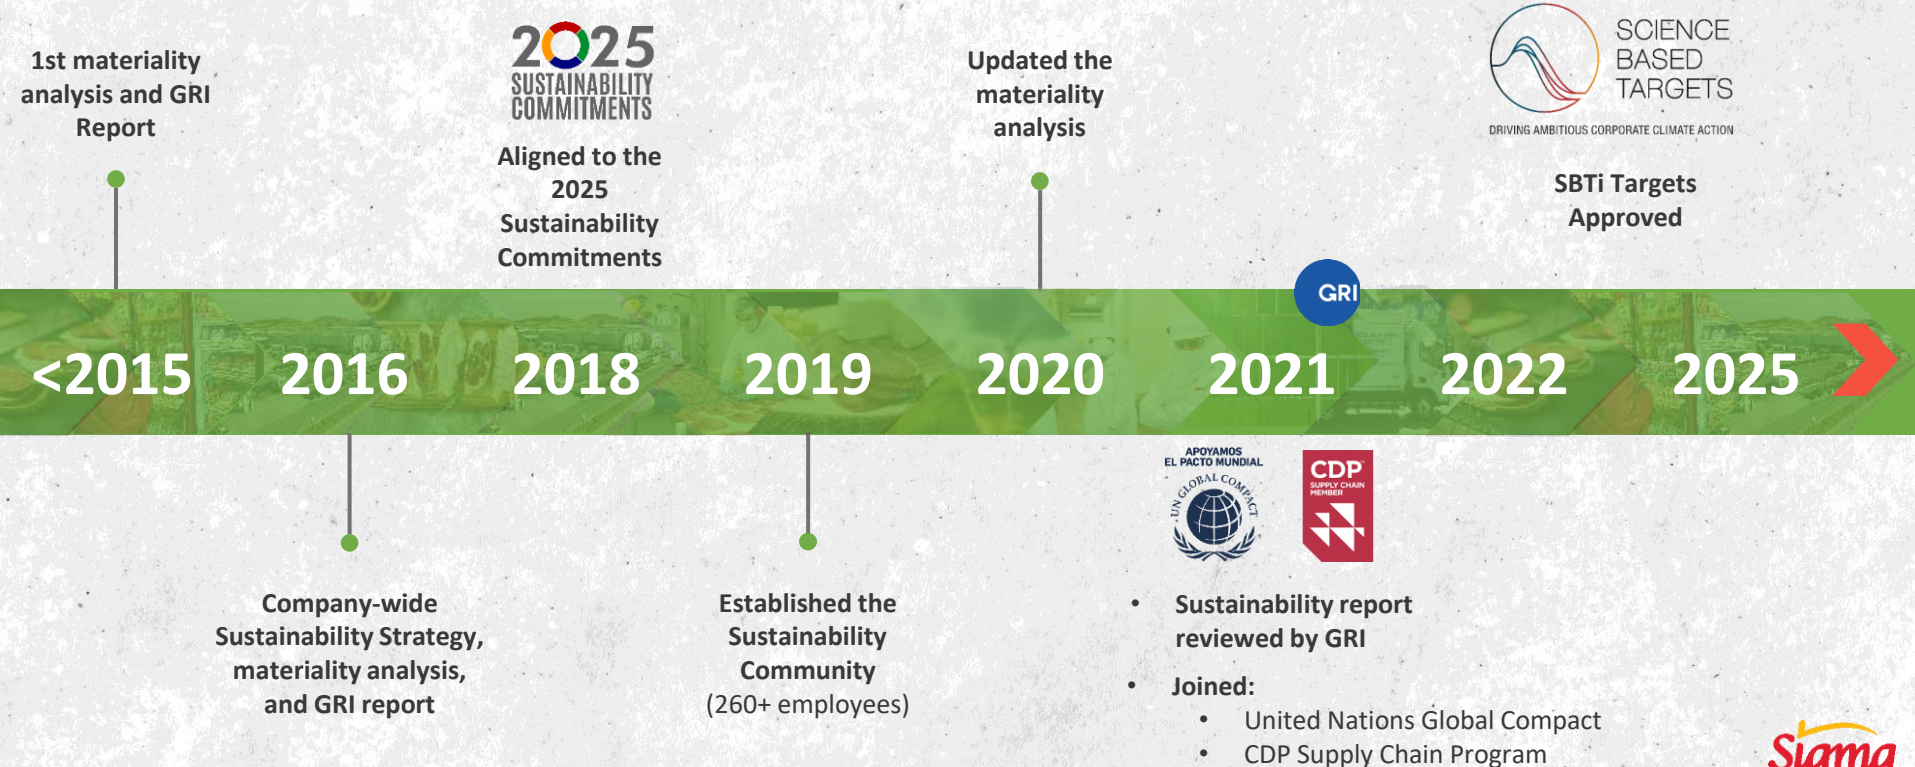 1st materiality
analysis and GRI
Report
2025
SUSTAINABILITY
COMMITMENTS
Aligned to the
2025
Sustainability
Commitments
Updated the
materiality
analysis
SCIENCE
BASED
TARGETS
DRIVING AMBITIOUS CORPORATE CLIMATE ACTION
SBTi Targets
Approved
GRI
<2015
2016
2018
2019
2020
2021
2022
2025
Company-wide
Sustainability Strategy,
materiality analysis,
and GRI report
Established the
Sustainability
Community
(260+ employees)
APOYAMOS
EL PACTO MUNDIAL
UN GLOBAL COMPACT
CDP
SUPPLY CHAIN
MEMBER
• Sustainability report
reviewed by GRI
• Joined:
• United Nations Global Compact
• CDP Supply Chain Program
Sigma